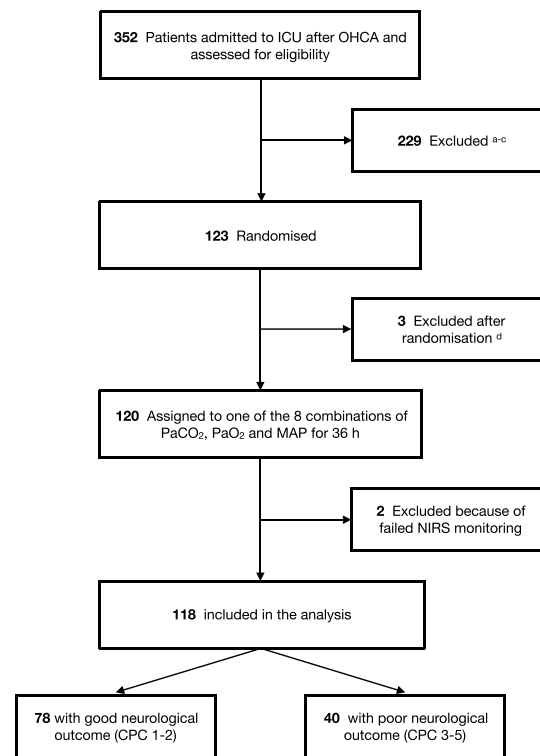 352 Patients admitted to ICU after OHCA and
assessed for eligibility
229 Excluded a-c
123 Randomised
3 Excluded after
randomisation d
120 Assigned to one of the 8 combinations of
PaCO2, PaO2 and MAP for 36 h
2 Excluded because of
failed NIRS monitoring
118 included in the analysis
78 with good neurological
outcome (CPC 1-2)
40 with poor neurological
outcome (CPC 3-5)